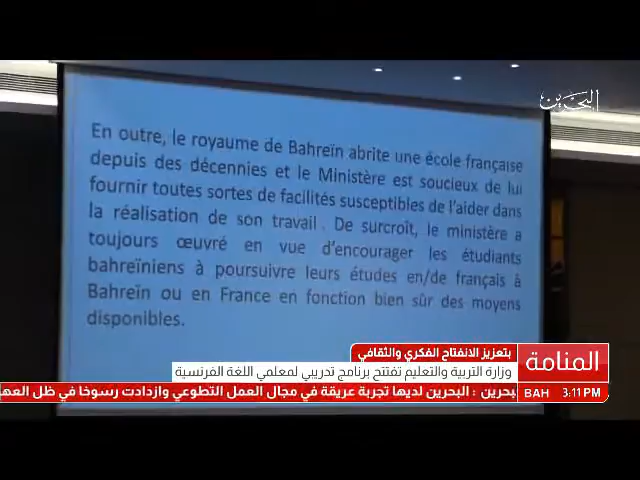 البحرين
En outre, le royaume de Bahreïn abrite une école française
depuis des décennies et le Ministère est soucieux de lui
fournir toutes sortes de facilités susceptibles de l'aider dans
la réalisation de son travail. De surcroît, le ministère a
toujours œuvré en vue d'encourager les étudiants
bahreïniens à poursuivre leurs études en/de français à
Bahreïn ou en France en fonction bien sûr des moyens
disponibles.
بتعزيز الانفتاح الفكري والثقافي
المنامة
وزارة التربية والتعليم تفتتح برنامج تدريبي لمعلمي اللغة الفرنسية
بحرين : البحرين لديها تجربة عريقة في مجال العمل التطوعي وازدادت رسوخا في ظل العه
BAH 3:11 PM